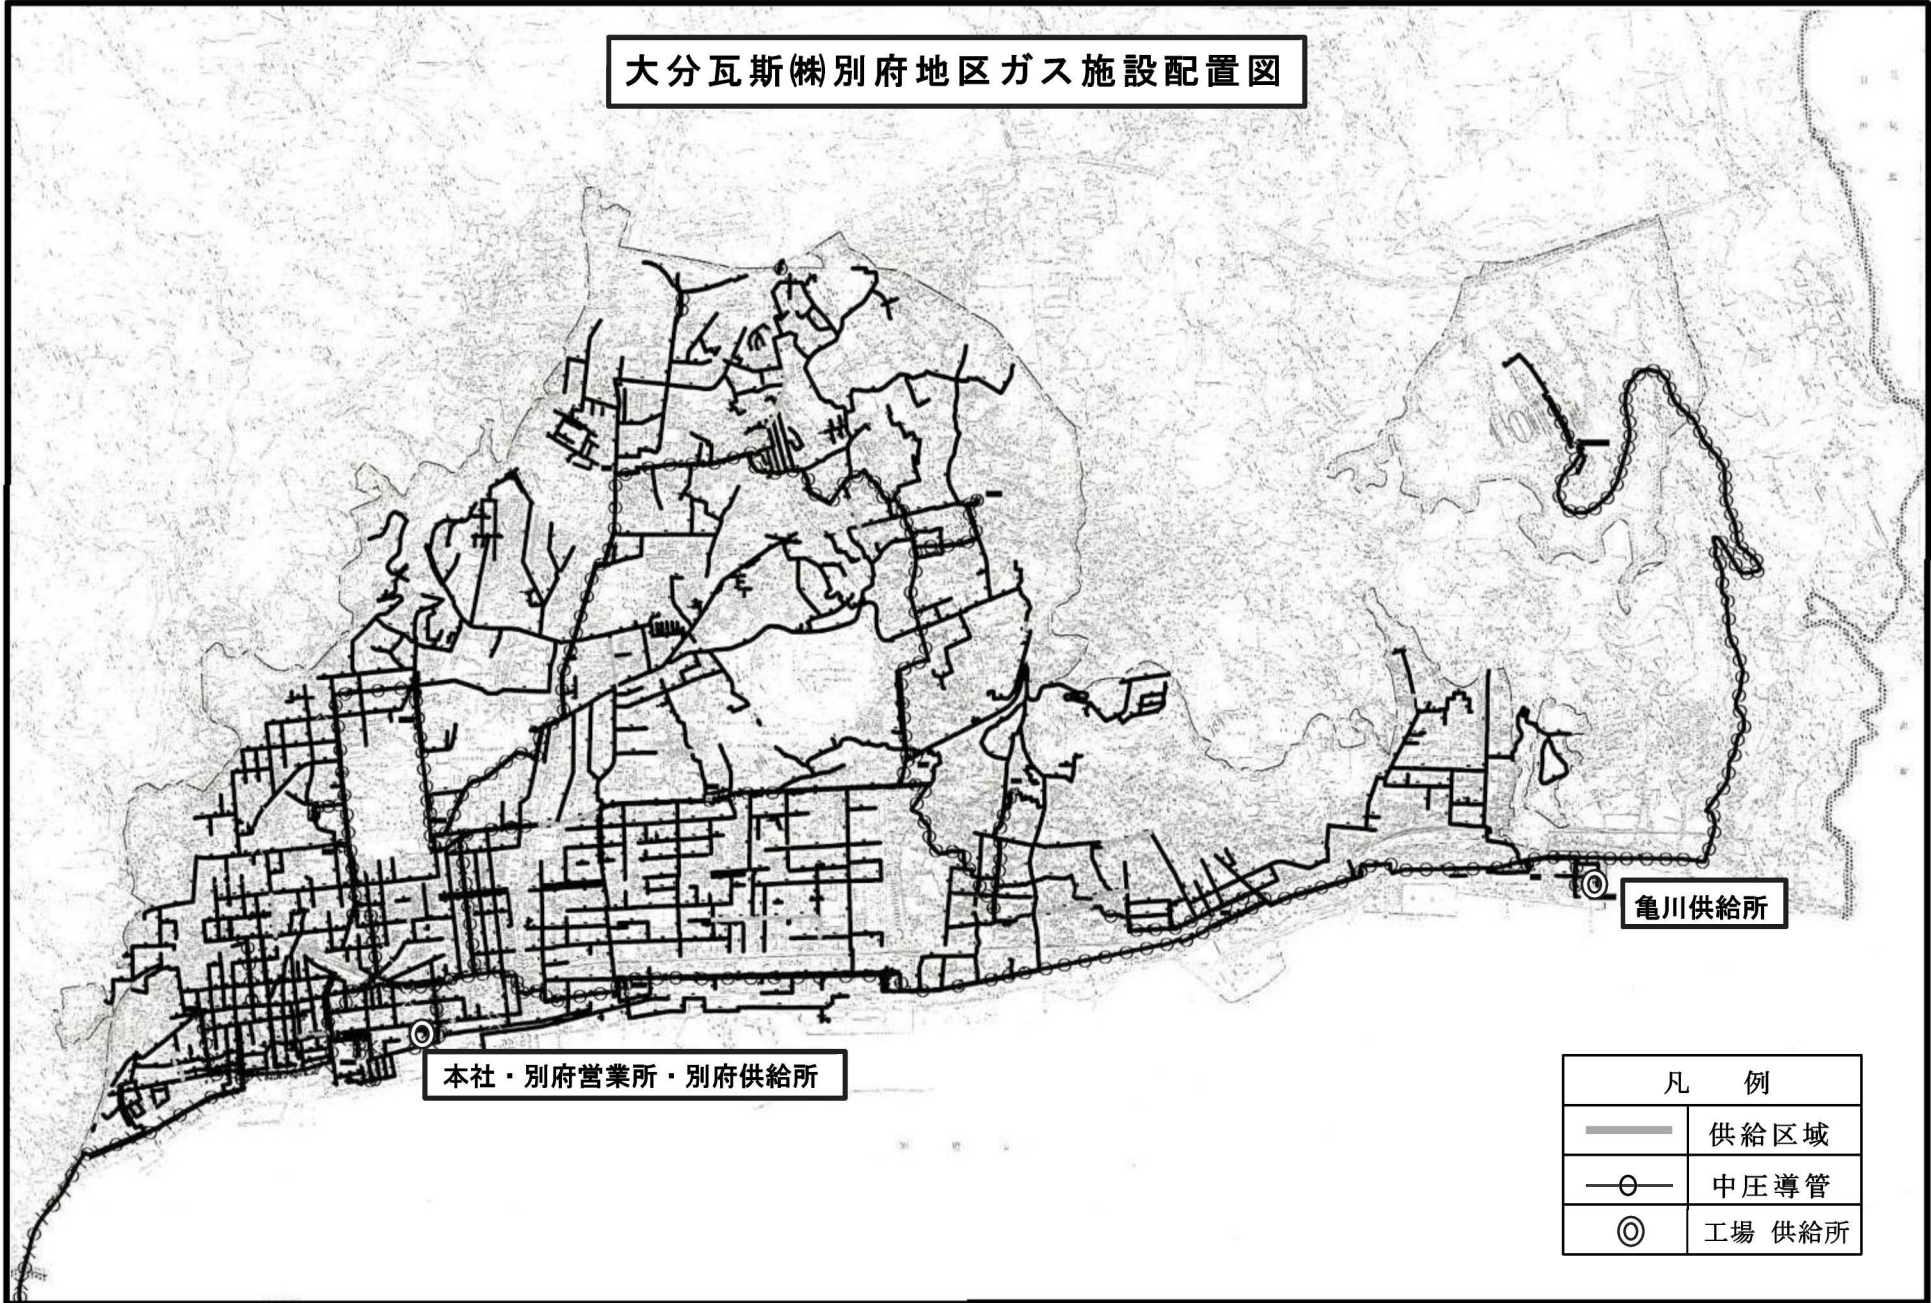 大分瓦斯㈱別府地区ガス施設配置図
亀川供給所
本社・別府営業所・別府供給所
凡 例
供給区域
中圧導管
工場 供給所